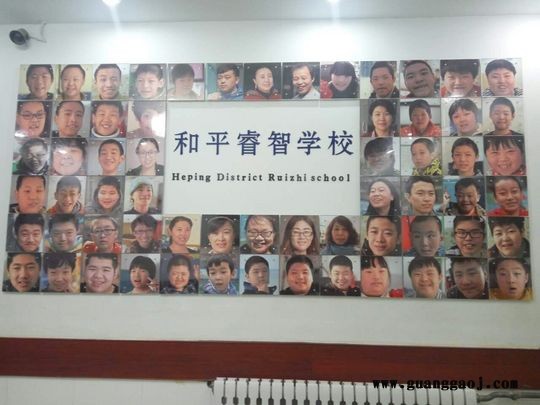 和平睿智学校
Heping District Ruizhi school
www.guanggaoj.com